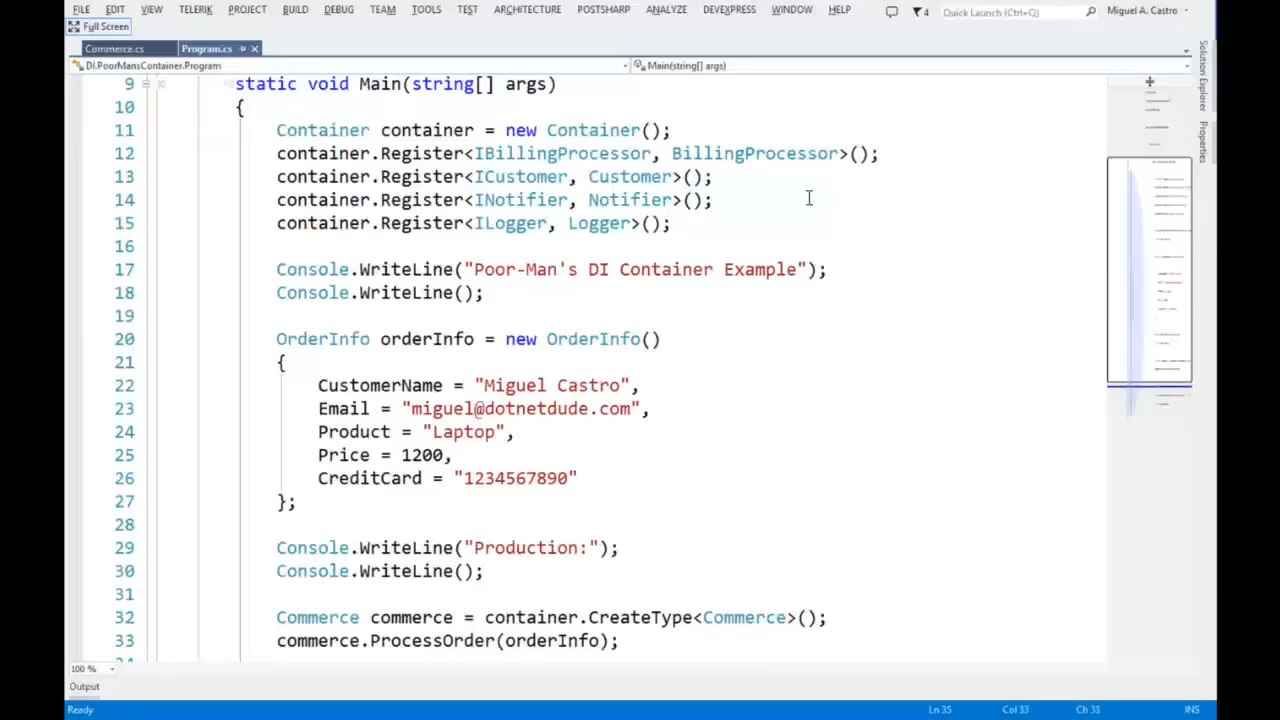 FILE EDIT VIEW TELERIK PROJECT BUILD DEBUG TEAM TOOLS TEST ARCHITECTURE POSTSHARP ANALYZE DEVEXPRESS WINDOW HELP 4 Quick Launch (Ctrl+Q) Miguel A. Castro
Full Screen
Commerce.cs Program.cs
DI.PoorMansContainer.Program Main(string[] args)
9 static void Main(string[] args)
10 {
11 Container container = new Container();
12 container.Register<IBillingProcessor, BillingProcessor>();
13 container.Register<ICustomer, Customer>();
14 container.Register<INotifier, Notifier>();
15 container.Register<ILogger, Logger>();
16
17 Console.WriteLine("Poor-Man's DI Container Example");
18 Console.WriteLine();
19
20 OrderInfo orderInfo = new OrderInfo()
21 {
22 CustomerName = "Miguel Castro",
23 Email = "miguel@dotnetdude.com",
24 Product = "Laptop",
25 Price = 1200,
26 CreditCard = "1234567890"
27 };
28
29 Console.WriteLine("Production:");
30 Console.WriteLine();
31
32 Commerce commerce = container.CreateType<Commerce>();
33 commerce.ProcessOrder(orderInfo);
100 %
Output
Ready Ln 35 Col 33 Ch 33 INS
Solution Explorer
Properties